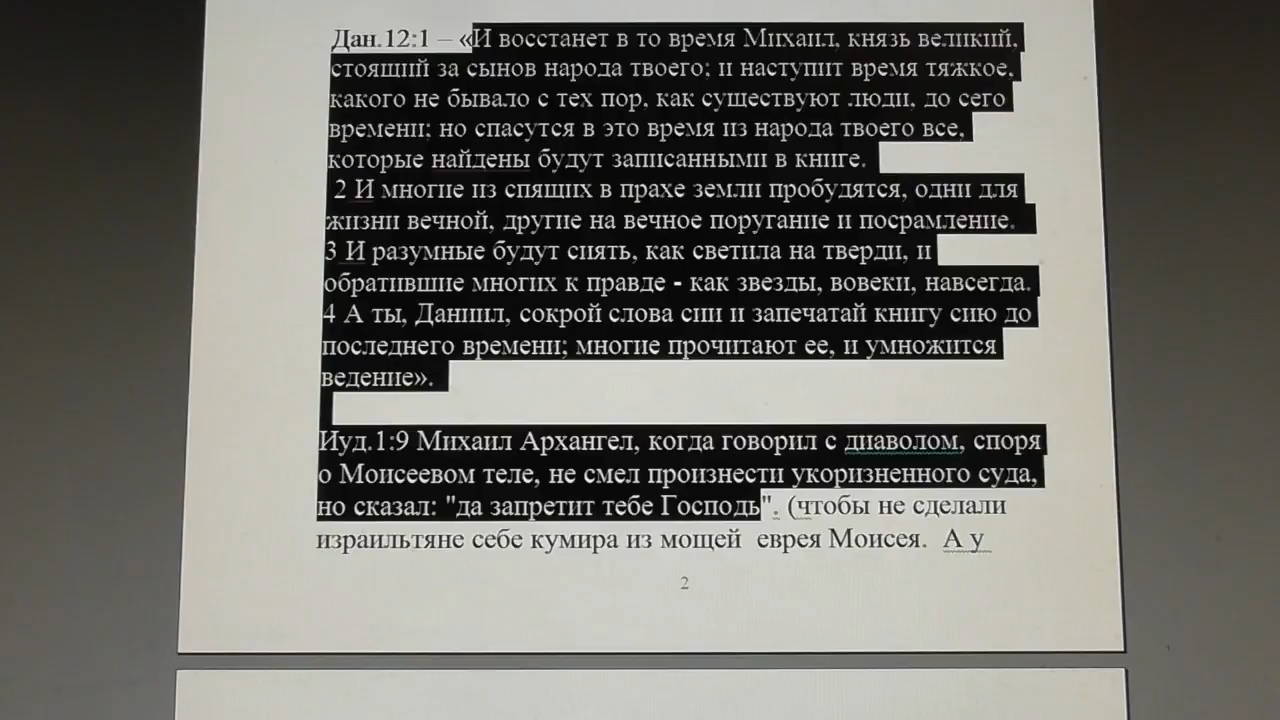 Дан.12:1 – «И восстанет в то время Михаил, князь великий,
стоящий за сынов народа твоего; и наступит время тяжкое,
какого не бывало с тех пор, как существуют люди, до сего
времени; но спасутся в это время из народа твоего все,
которые найдены будут записанными в книге.
2 И многие из спящих в прахе земли пробудятся, одни для
жизни вечной, другие на вечное поругание и посрамление.
3 И разумные будут сиять, как светила на тверди, и
обратившие многих к правде - как звезды, вовеки, навсегда.
4 А ты, Даниил, сокрой слова сии и запечатай книгу сию до
последнего времени; многие прочитают ее, и умножится
ведение».
Иуд.1:9 Михаил Архангел, когда говорил с диаволом, споря
о Моисеевом теле, не смел произнести укоризненного суда,
но сказал: "да запретит тебе Господь". (чтобы не сделали
израильтяне себе кумира из мощей еврея Моисея. А у
2